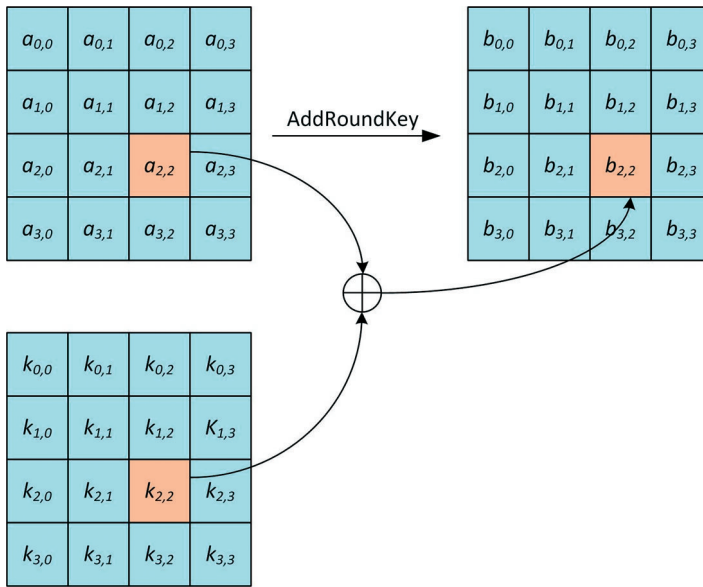 a0,0 a0,1 a0,2 a0,3
a1,0 a1,1 a1,2 a1,3
a2,0 a2,1 a2,2 a2,3
a3,0 a3,1 a3,2 a3,3
AddRoundKey
b0,0 b0,1 b0,2 b0,3
b1,0 b1,1 b1,2 b1,3
b2,0 b2,1 b2,2 b2,3
b3,0 b3,1 b3,2 b3,3
k0,0 k0,1 k0,2 k0,3
k1,0 k1,1 k1,2 K1,3
k2,0 k2,1 k2,2 k2,3
k3,0 k3,1 k3,2 k3,3